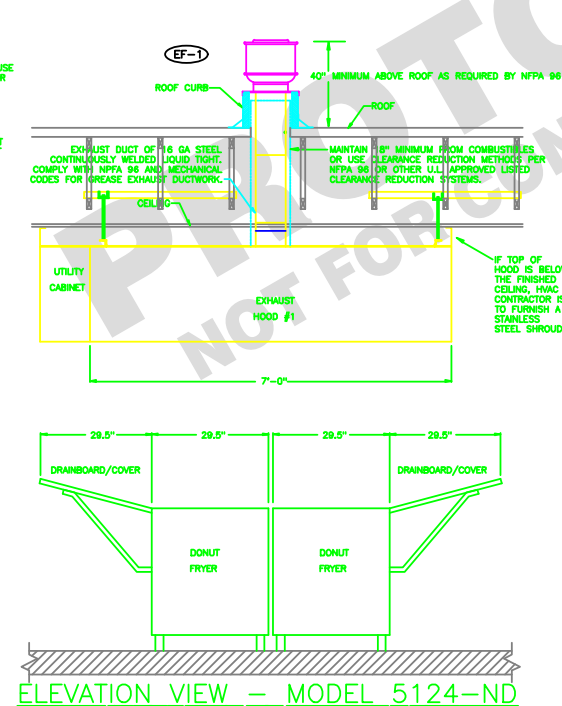 USE
EF-1
40" MINIMUM ABOVE ROOF AS REQUIRED BY NFPA 96
ROOF CURB
ROOF
EXHAUST DUCT OF 16 GA STEEL
CONTINUOUSLY WELDED LIQUID TIGHT.
COMPLY WITH NPFA 96 AND MECHANICAL
CODES FOR GREASE EXHAUST DUCTWORK.
MAINTAIN 18" MINIMUM FROM COMBUSTIBLES
OR USE CLEARANCE REDUCTION METHODS PER
NFPA 96 OR OTHER U.L. APPROVED LISTED
CLEARANCE REDUCTION SYSTEMS.
CEILING
UTILITY
CABINET
EXHAUST
HOOD #1
IF TOP OF
HOOD IS BELOW
THE FINISHED
CEILING, HVAC
CONTRACTOR IS
TO FURNISH A
STAINLESS
STEEL SHROUD
7'-0"
29.5" 29.5" 29.5" 29.5"
DRAINBOARD/COVER DRAINBOARD/COVER
DONUT
FRYER
DONUT
FRYER
ELEVATION VIEW - MODEL 5124-ND
PROTO
NOT FOR CON